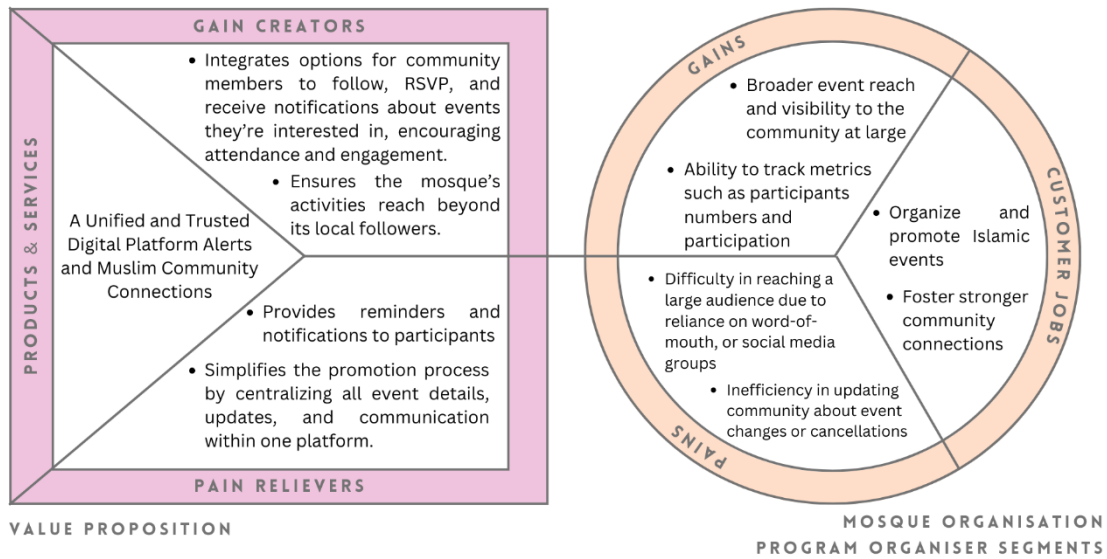 GAIN CREATORS
• Integrates options for community
members to follow, RSVP, and
receive notifications about events
they're interested in, encouraging
attendance and engagement.
• Ensures the mosque's
activities reach beyond
its local followers.
PRODUCTS & SERVICES
A Unified and Trusted
Digital Platform Alerts
and Muslim Community
Connections
• Provides reminders and
notifications to participants
• Simplifies the promotion process
by centralizing all event details,
updates, and communication
within one platform.
PAIN RELIEVERS
VALUE PROPOSITION
GAINS
• Broader event reach
and visibility to the
community at large
• Ability to track metrics
such as participants
numbers and
participation
CUSTOMER JOBS
• Organize and
promote Islamic
events
• Foster stronger
community
connections
• Difficulty in reaching a
large audience due to
reliance on word-of-
mouth, or social media
groups
• Inefficiency in updating
community about event
changes or cancellations
PAINS
MOSQUE ORGANISATION
PROGRAM ORGANISER SEGMENTS